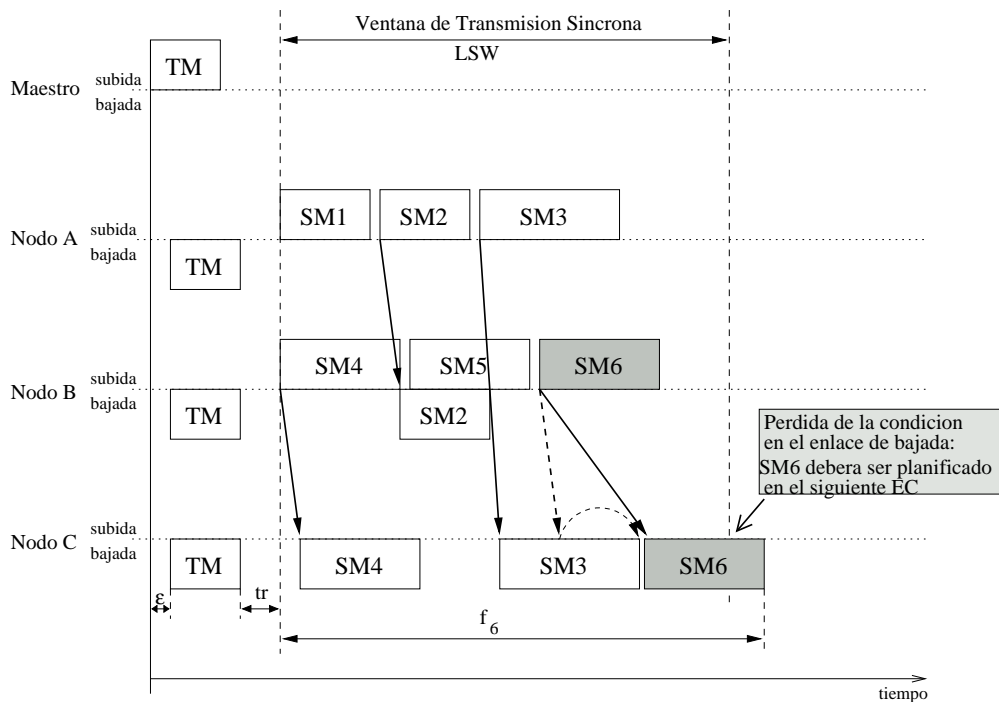 Ventana de Transmision Sincrona
LSW
Maestro
subida
bajada
TM
Nodo A
subida
bajada
SM1
SM2
SM3
TM
Nodo B
subida
bajada
SM4
SM5
SM6
TM
SM2
Perdida de la condicion
en el enlace de bajada:
SM6 debera ser planificado
en el siguiente EC
Nodo C
subida
bajada
TM
SM4
SM3
SM6
ε
tr
f6
tiempo